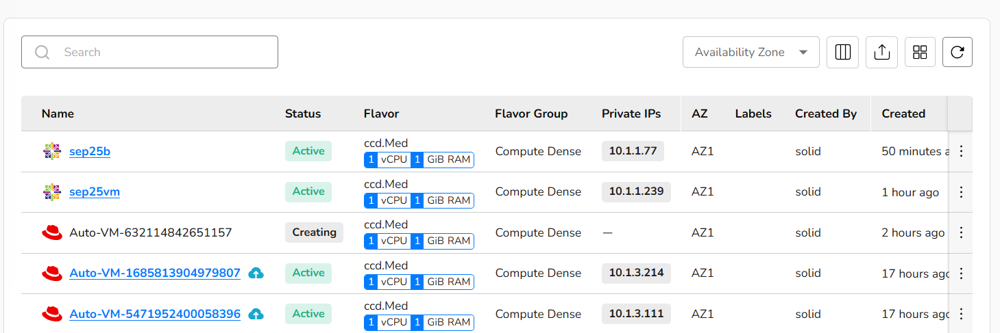 Search
Availability Zone
Name Status Flavor Flavor Group Private IPs AZ Labels Created By Created
sep25b Active ccd.Med Compute Dense 10.1.1.77 AZ1 solid 50 minutes a
1 vCPU 1 GiB RAM
sep25vm Active ccd.Med Compute Dense 10.1.1.239 AZ1 solid 1 hour ago
1 vCPU 1 GiB RAM
Auto-VM-632114842651157 Creating ccd.Med Compute Dense — AZ1 solid 2 hours ago
1 vCPU 1 GiB RAM
Auto-VM-1685813904979807 Active ccd.Med Compute Dense 10.1.3.214 AZ1 solid 17 hours ago
1 vCPU 1 GiB RAM
Auto-VM-5471952400058396 Active ccd.Med Compute Dense 10.1.3.111 AZ1 solid 17 hours ago
1 vCPU 1 GiB RAM